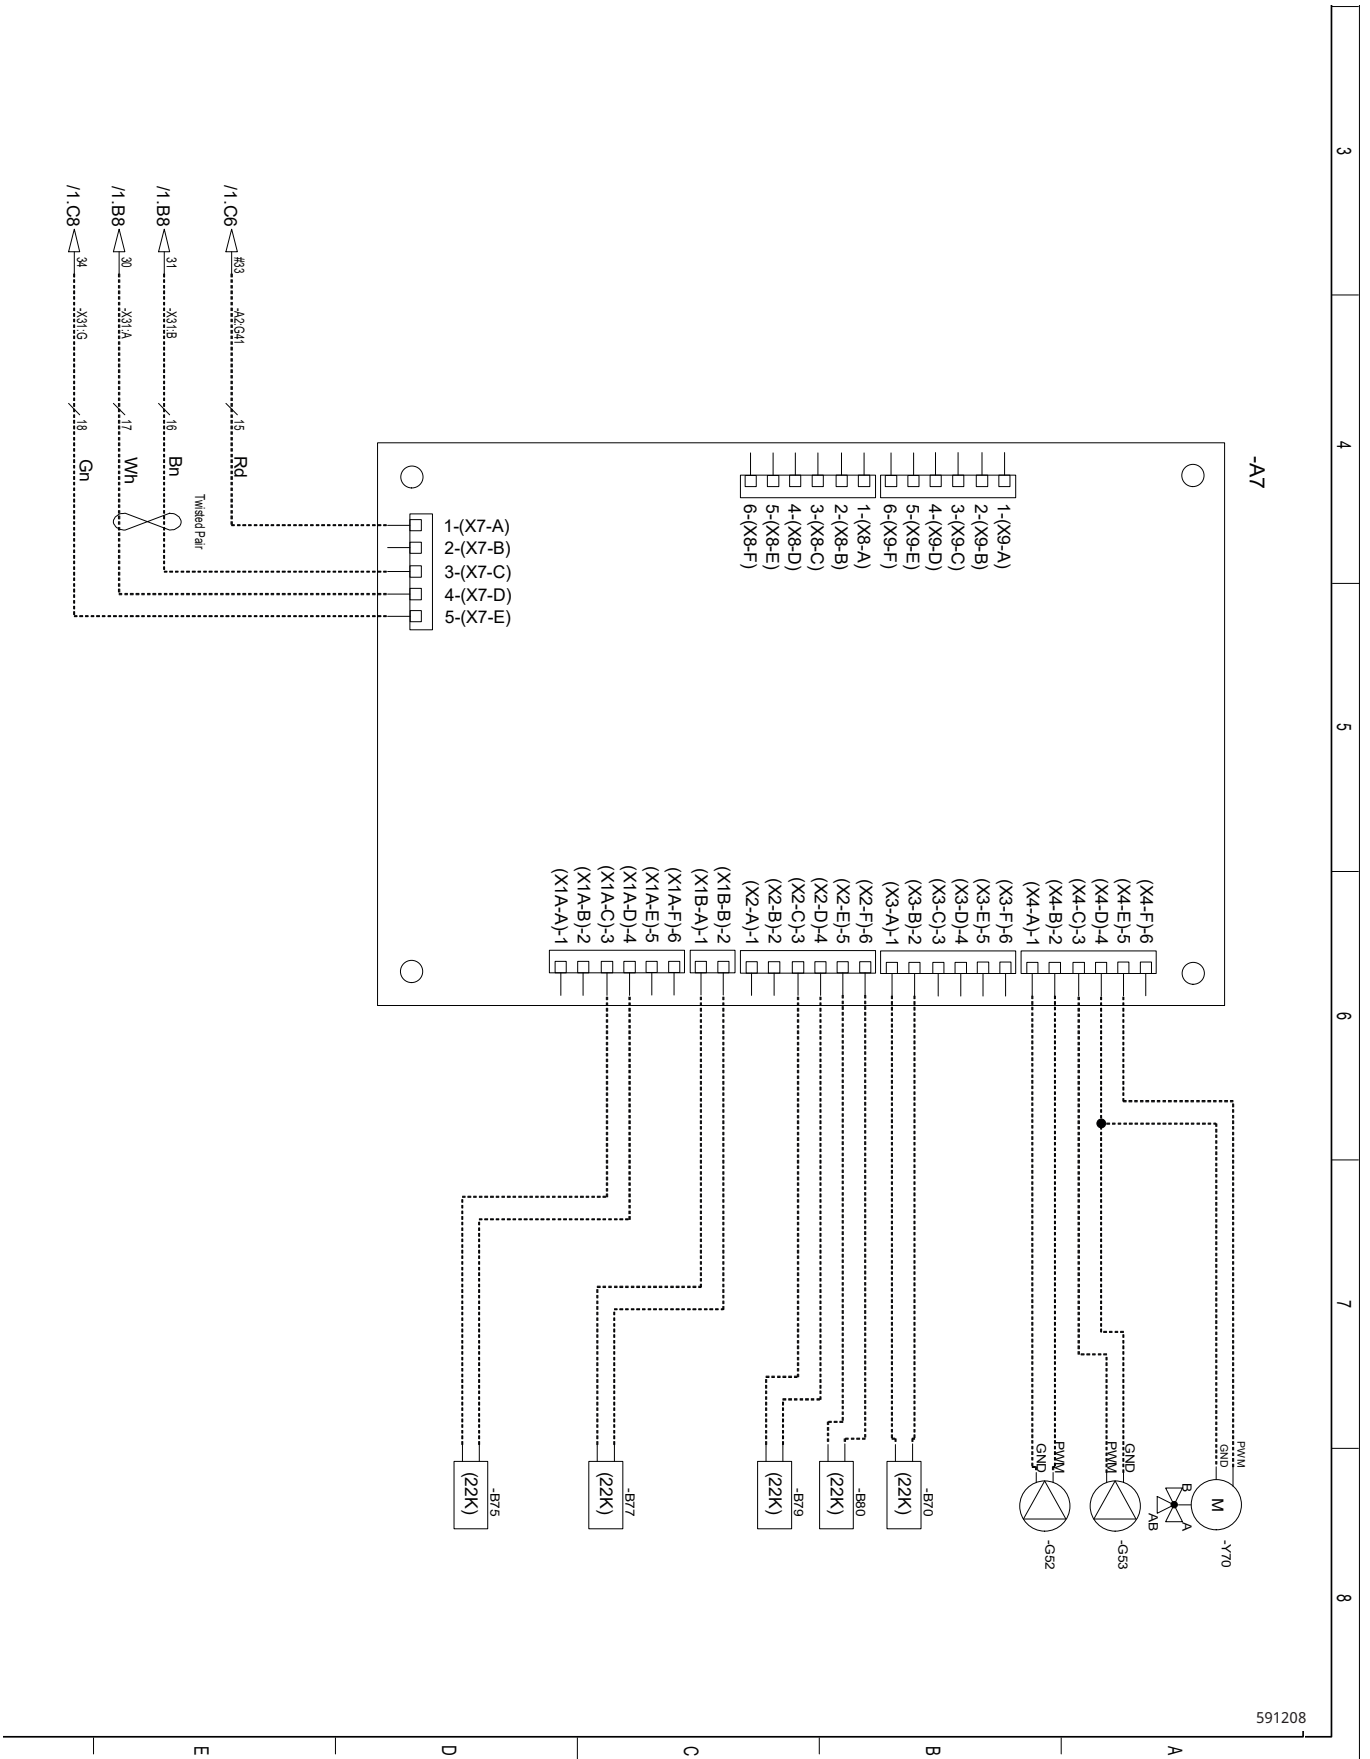 3
4
5
6
7
8
A
B
C
D
E
-A7
1-(X9-A)
2-(X9-B)
3-(X9-C)
4-(X9-D)
5-(X9-E)
6-(X9-F)
1-(X8-A)
2-(X8-B)
3-(X8-C)
4-(X8-D)
5-(X8-E)
6-(X8-F)
/1.C6
#33
-A2:G41
15
Rd
/1.B8
31
-X31:B
16
Bn
/1.B8
30
-X31:A
17
Wh
/1.C8
34
-X31:G
18
Gn
Twisted Pair
1-(X7-A)
2-(X7-B)
3-(X7-C)
4-(X7-D)
5-(X7-E)
(X4-F)-6
(X4-E)-5
(X4-D)-4
(X4-C)-3
(X4-B)-2
(X4-A)-1
(X3-F)-6
(X3-E)-5
(X3-D)-4
(X3-C)-3
(X3-B)-2
(X3-A)-1
(X2-F)-6
(X2-E)-5
(X2-D)-4
(X2-C)-3
(X2-B)-2
(X2-A)-1
(X1B-B)-2
(X1B-A)-1
(X1A-F)-6
(X1A-E)-5
(X1A-D)-4
(X1A-C)-3
(X1A-B)-2
(X1A-A)-1
PWM
GND
M
B
A
AB
-Y70
GND
PWM
-G53
PWM
GND
-G52
-B70
(22K)
-B80
(22K)
-B79
(22K)
-B77
(22K)
-B75
(22K)
591208